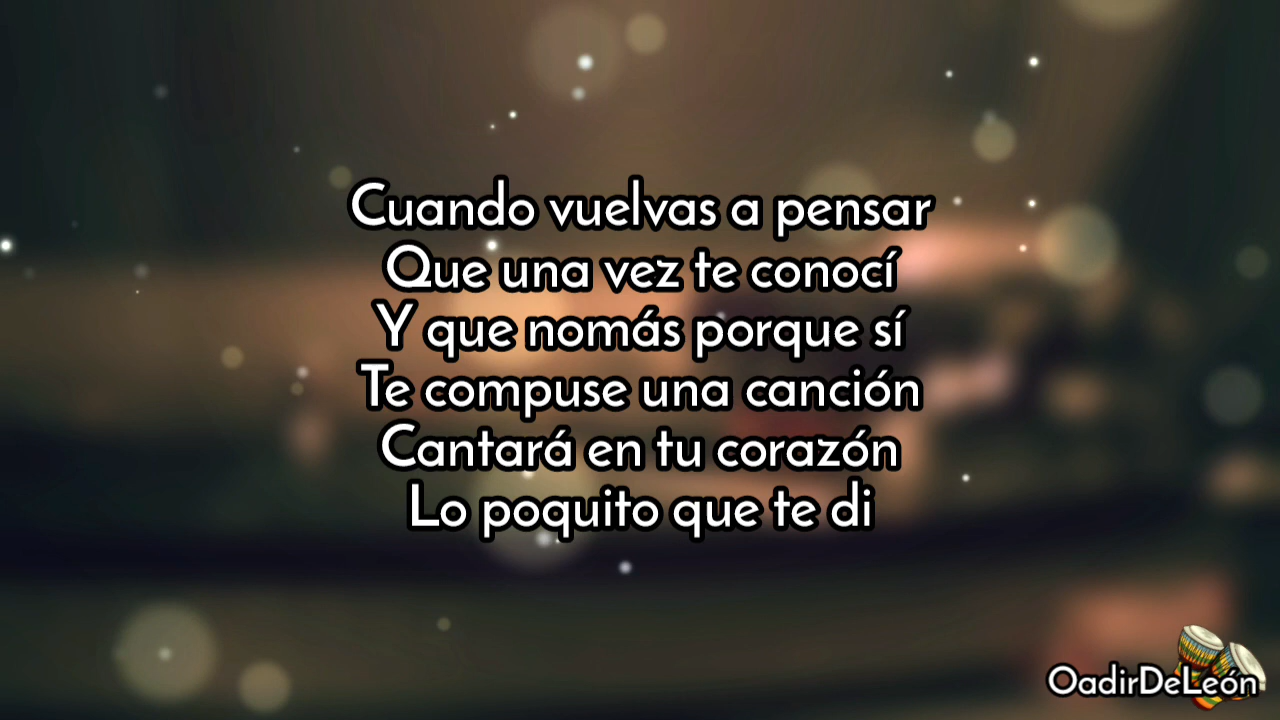 Cuando vuelvas a pensar
Que una vez te conocí
Y que nomás porque sí
Te compuse una canción
Cantará en tu corazón
Lo poquito que te di
OadirDeLeón